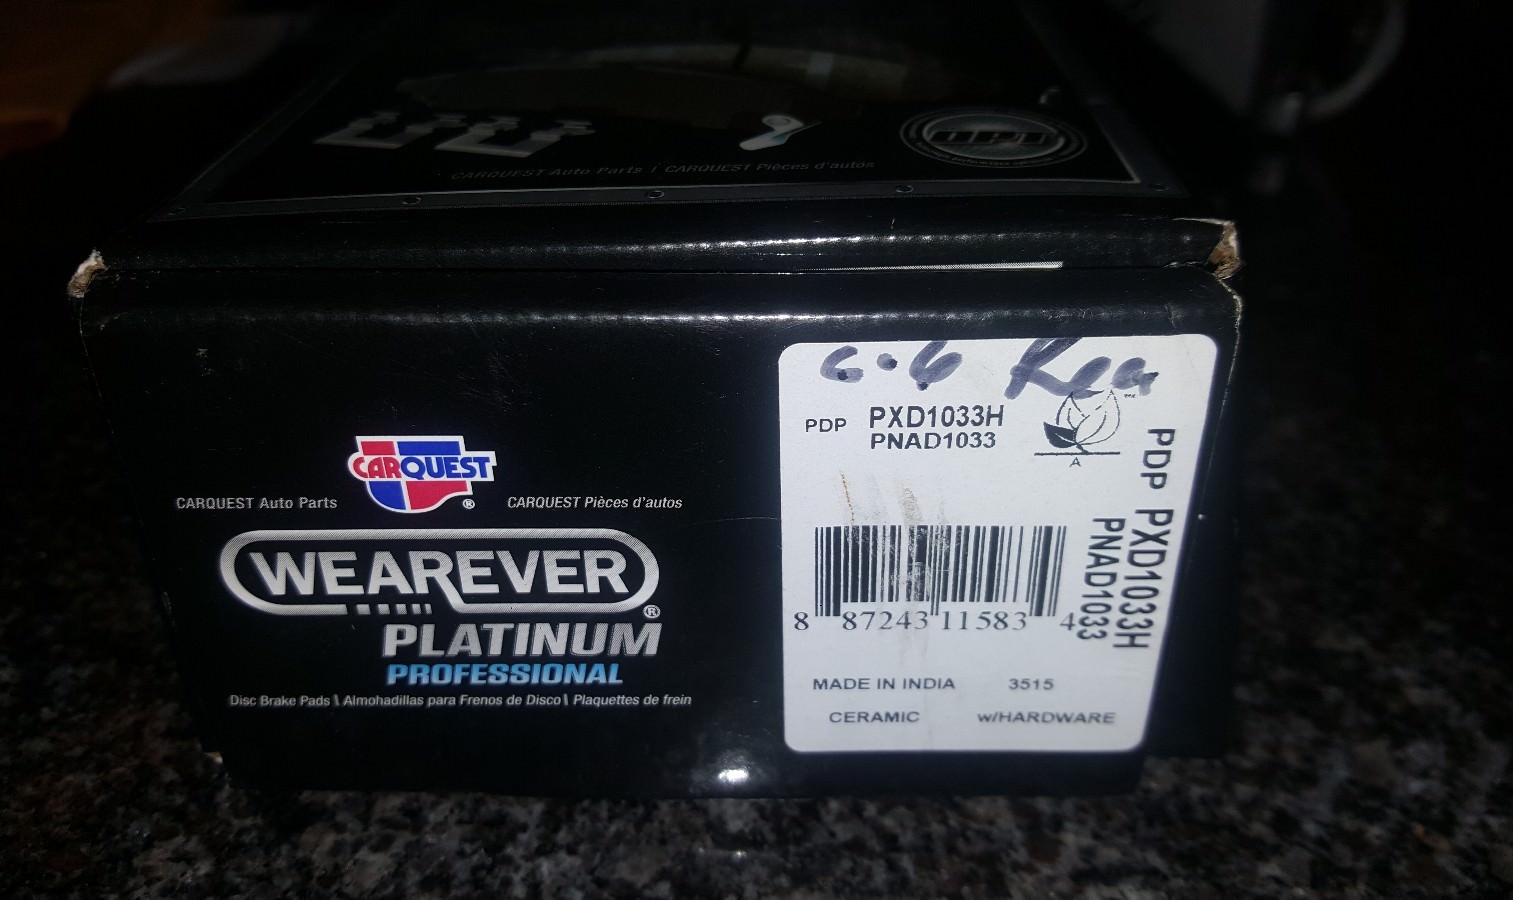 CARQUEST Auto Parts / CARQUEST Pièces d'autos
CARQUEST
®
CARQUEST Auto Parts
CARQUEST Pièces d'autos
WEAREVER
®
PLATINUM
PROFESSIONAL
Disc Brake Pads \ Almohadillas para Frenos de Disco \ Plaquettes de frein
PDP PXD1033H
PNAD1033
A
8 87243 11583 4
MADE IN INDIA 3515
CERAMIC w/HARDWARE
PDP PXD1033H
PNAD1033